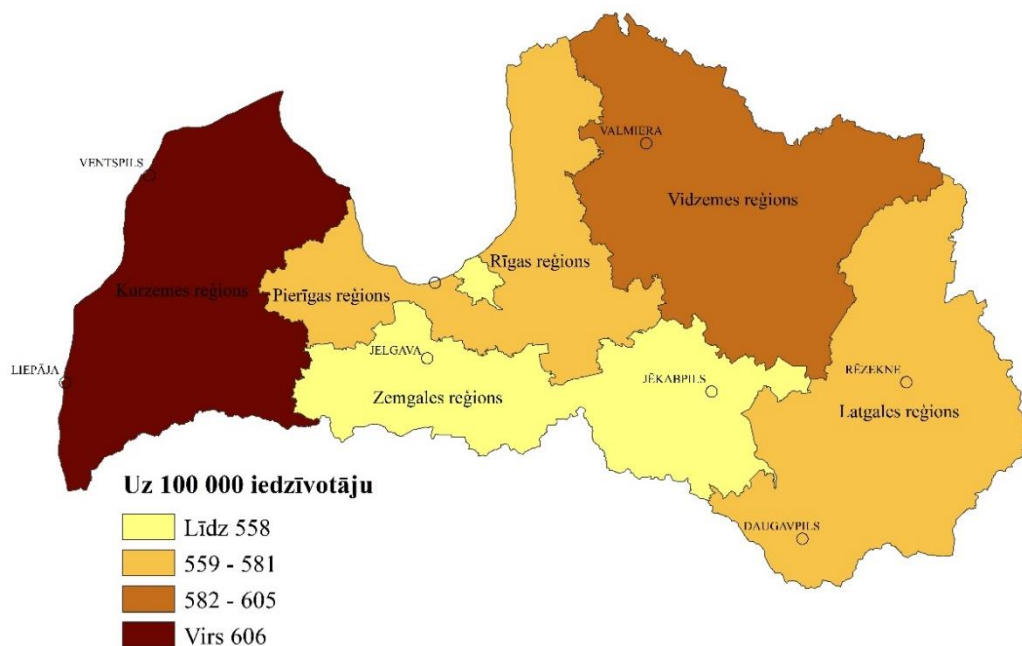 VALMIERA
VENTSPILS
Vidzemes reģions
Rīgas reģions
Kurzemes reģions
Pierīgas reģions
JELGAVA
LIEPĀJA
JĒKABPILS
RĒZEKNE
Zemgales reģions
Latgales reģions
Uz 100 000 iedzīvotāju
Līdz 558
559 - 581
582 - 605
Virs 606
DAUGAVPILS